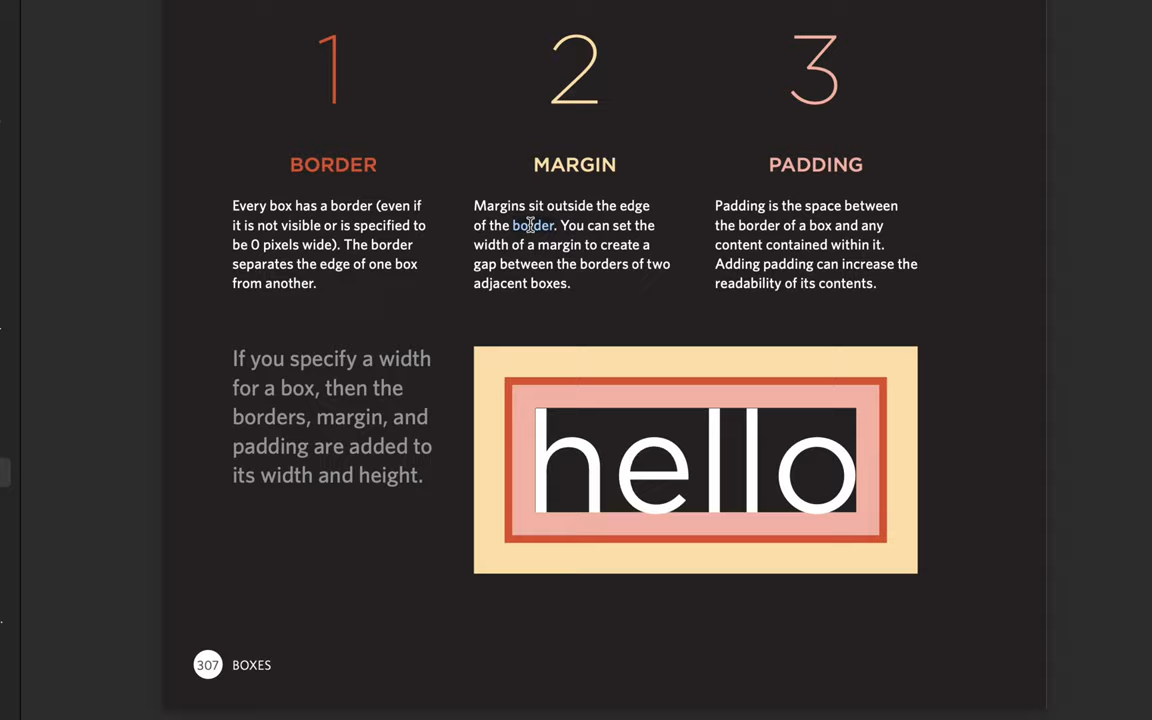 1
2
3
BORDER
MARGIN
PADDING
Every box has a border (even if
it is not visible or is specified to
be 0 pixels wide). The border
separates the edge of one box
from another.
Margins sit outside the edge
of the border. You can set the
width of a margin to create a
gap between the borders of two
adjacent boxes.
Padding is the space between
the border of a box and any
content contained within it.
Adding padding can increase the
readability of its contents.
If you specify a width
for a box, then the
borders, margin, and
padding are added to
its width and height.
hello
307 BOXES